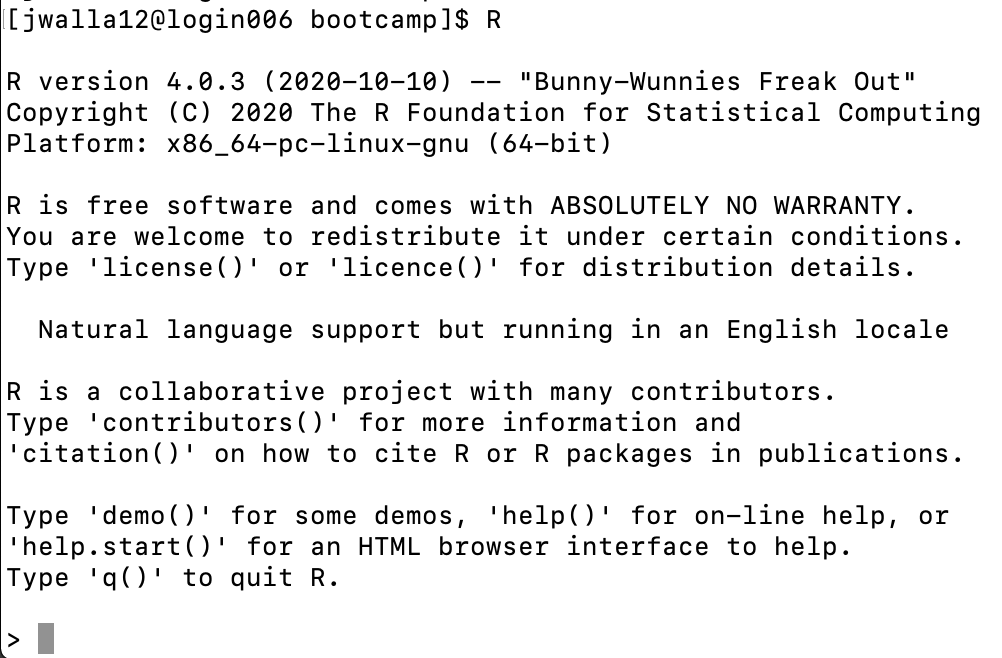 [jwalla12@login006 bootcamp]$ R
R version 4.0.3 (2020-10-10) -- "Bunny-Wunnies Freak Out"
Copyright (C) 2020 The R Foundation for Statistical Computing
Platform: x86_64-pc-linux-gnu (64-bit)
R is free software and comes with ABSOLUTELY NO WARRANTY.
You are welcome to redistribute it under certain conditions.
Type 'license()' or 'licence()' for distribution details.
Natural language support but running in an English locale
R is a collaborative project with many contributors.
Type 'contributors()' for more information and
'citation()' on how to cite R or R packages in publications.
Type 'demo()' for some demos, 'help()' for on-line help, or
'help.start()' for an HTML browser interface to help.
Type 'q()' to quit R.
>